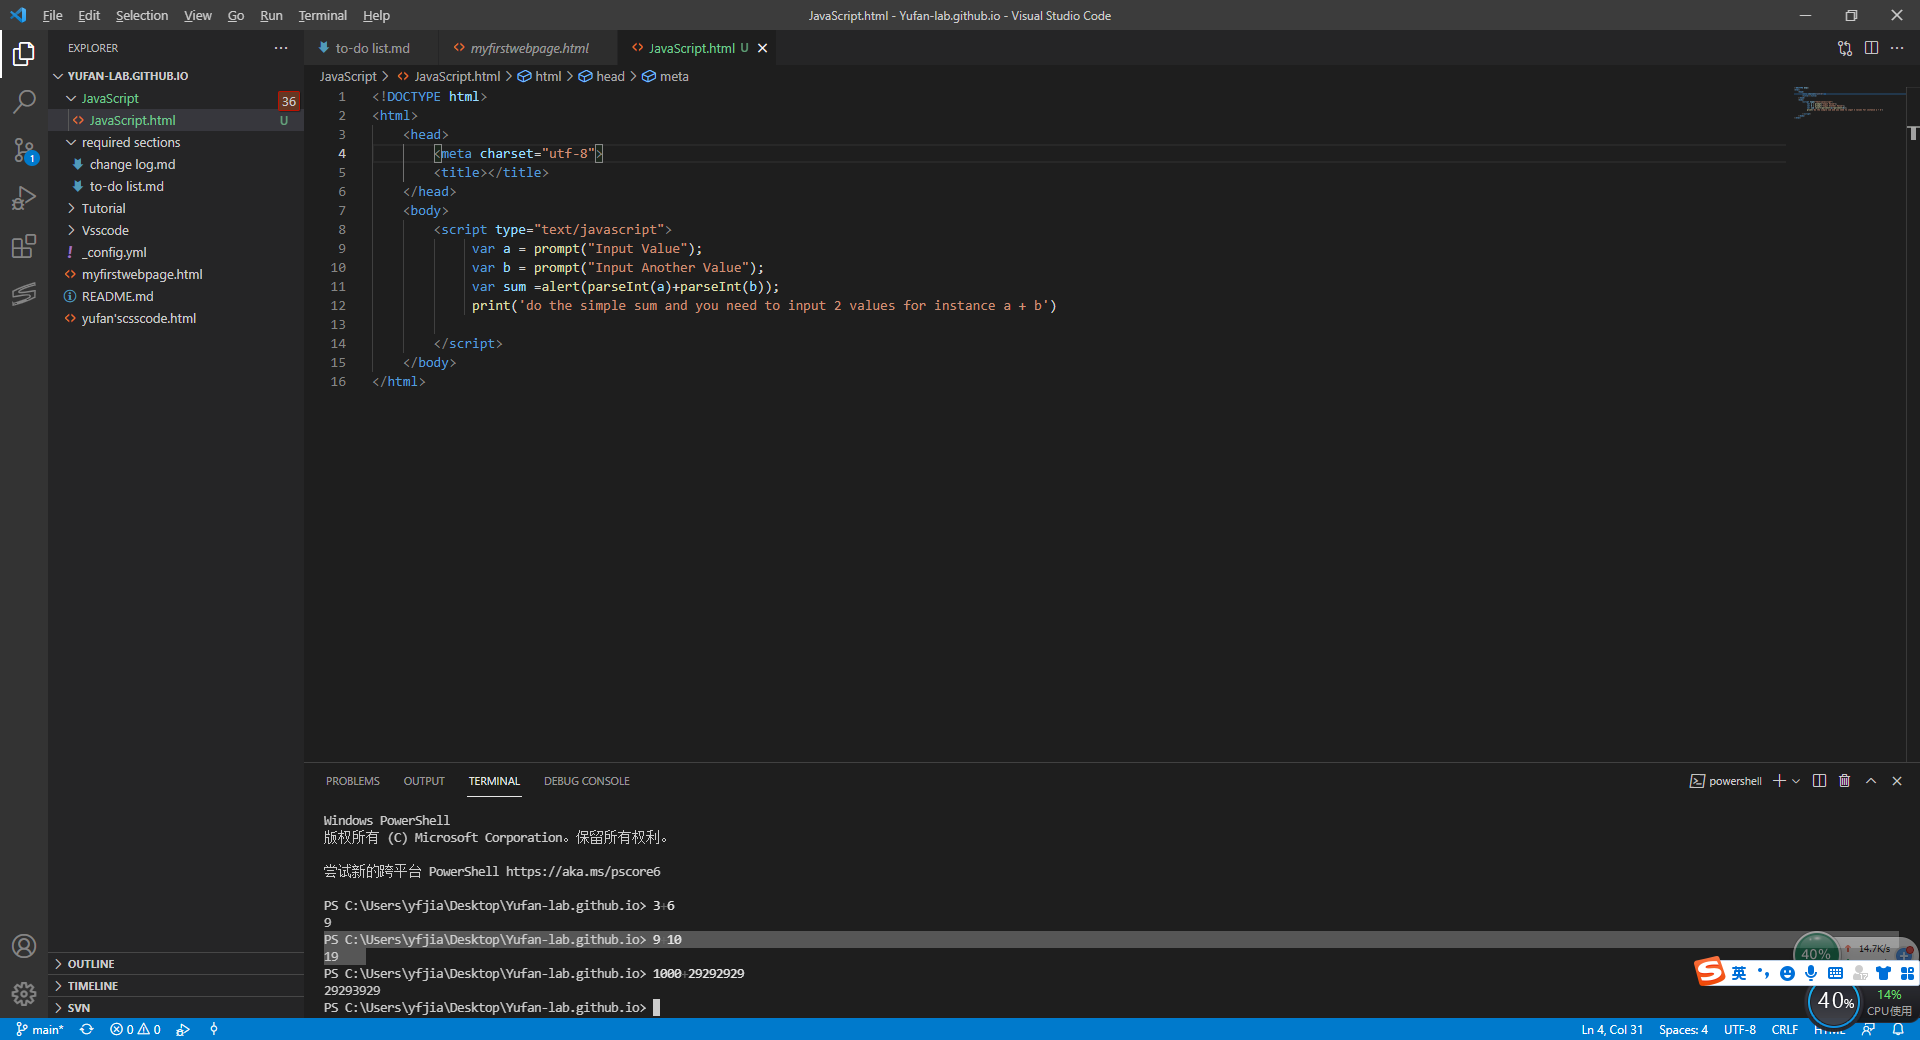 File Edit Selection View Go Run Terminal Help
JavaScript.html - Yufan-lab.github.io - Visual Studio Code
EXPLORER
YUFAN-LAB.GITHUB.IO
JavaScript 36
JavaScript.html U
required sections
change log.md
to-do list.md
Tutorial
Vsscode
_config.yml
myfirstwebpage.html
README.md
yufan'scsscode.html
OUTLINE
TIMELINE
SVN
1
to-do list.md myfirstwebpage.html JavaScript.html U
JavaScript > JavaScript.html > html > head > meta
1 <!DOCTYPE html>
2 <html>
3 <head>
4 <meta charset="utf-8">
5 <title></title>
6 </head>
7 <body>
8 <script type="text/javascript">
9 var a = prompt("Input Value");
10 var b = prompt("Input Another Value");
11 var sum =alert(parseInt(a)+parseInt(b));
12 print('do the simple sum and you need to input 2 values for instance a + b')
13
14 </script>
15 </body>
16 </html>
PROBLEMS OUTPUT TERMINAL DEBUG CONSOLE
powershell
Windows PowerShell
版权所有 (C) Microsoft Corporation。保留所有权利。
尝试新的跨平台 PowerShell https://aka.ms/pscore6
PS C:\Users\yfjia\Desktop\Yufan-lab.github.io> 3+6
9
PS C:\Users\yfjia\Desktop\Yufan-lab.github.io> 9+10
19
PS C:\Users\yfjia\Desktop\Yufan-lab.github.io> 1000+29292929
29293929
PS C:\Users\yfjia\Desktop\Yufan-lab.github.io>
40% 14.7K/s
英
40% 14%
CPU使用
main* 0 0
Ln 4, Col 31 Spaces: 4 UTF-8 CRLF HTML